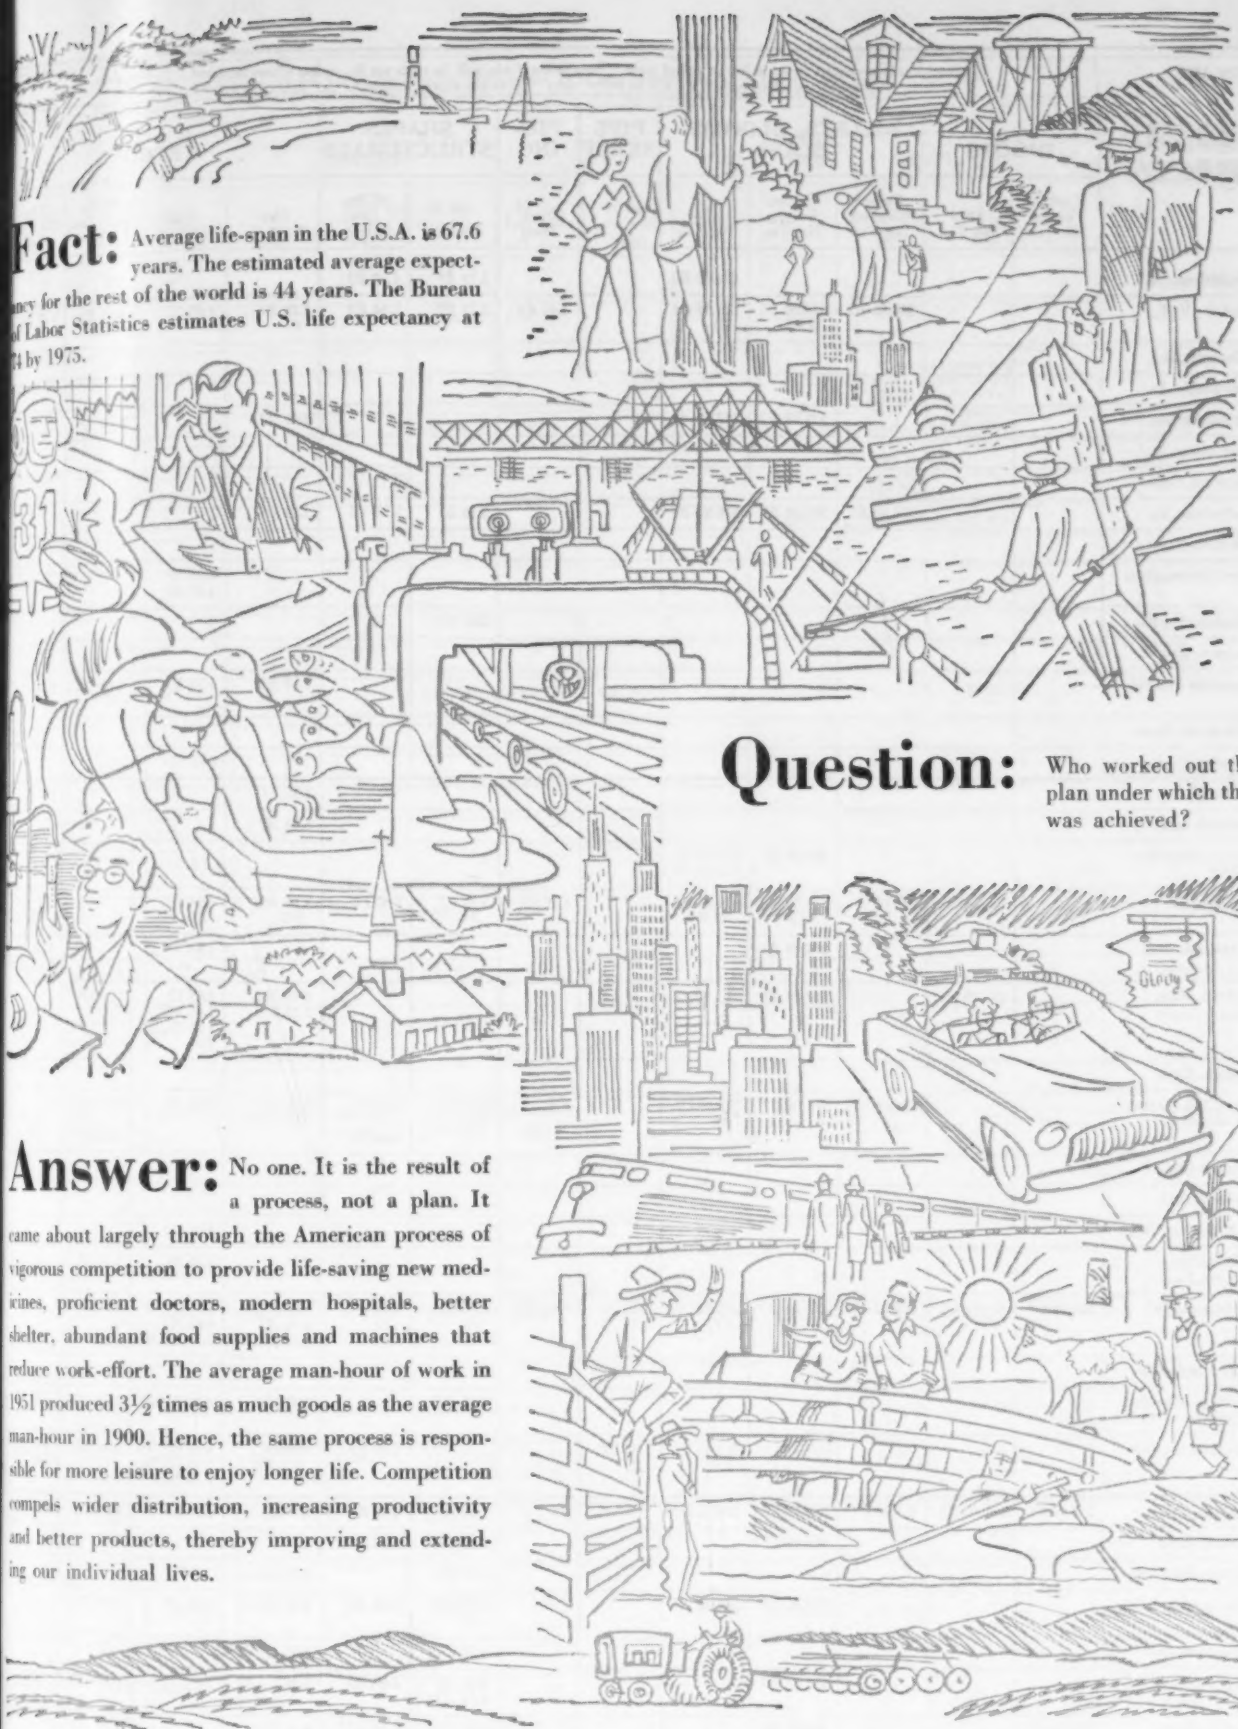 Fact: Average life-span in the U.S.A. is 67.6
years. The estimated average expect-
ancy for the rest of the world is 44 years. The Bureau
of Labor Statistics estimates U.S. life expectancy at
74 by 1975.
31
Question: Who worked out th
plan under which th
was achieved?
Answer: No one. It is the result of
a process, not a plan. It
came about largely through the American process of
vigorous competition to provide life-saving new med-
icines, proficient doctors, modern hospitals, better
shelter, abundant food supplies and machines that
reduce work-effort. The average man-hour of work in
1951 produced 3½ times as much goods as the average
man-hour in 1900. Hence, the same process is respon-
sible for more leisure to enjoy longer life. Competition
compels wider distribution, increasing productivity
and better products, thereby improving and extend-
ing our individual lives.